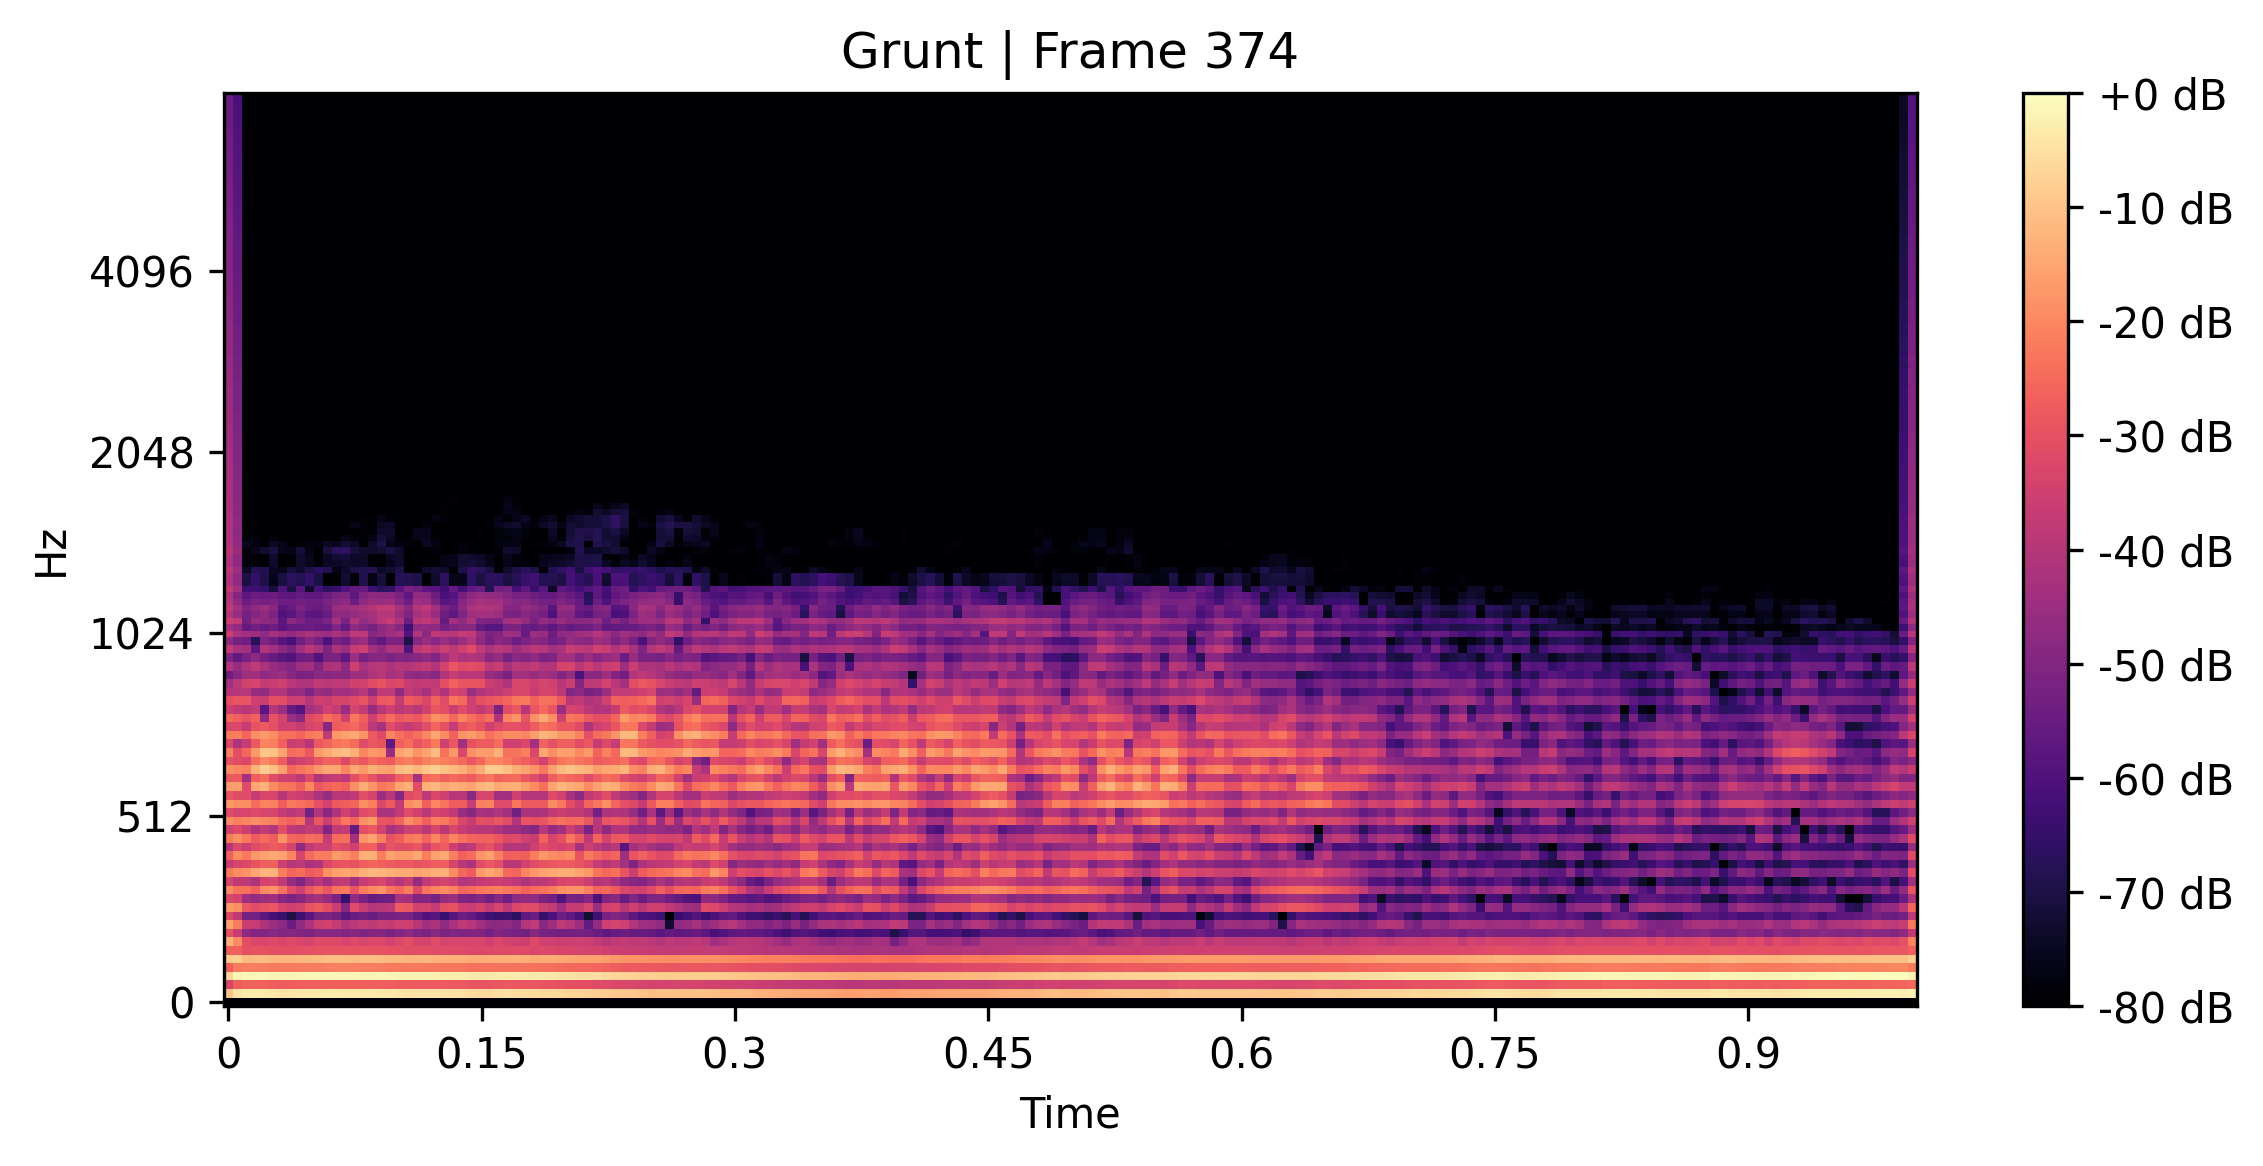 Grunt | Frame 374
Hz
4096
2048
1024
512
0
0 0.15 0.3 0.45 0.6 0.75 0.9
Time
+0 dB
-10 dB
-20 dB
-30 dB
-40 dB
-50 dB
-60 dB
-70 dB
-80 dB